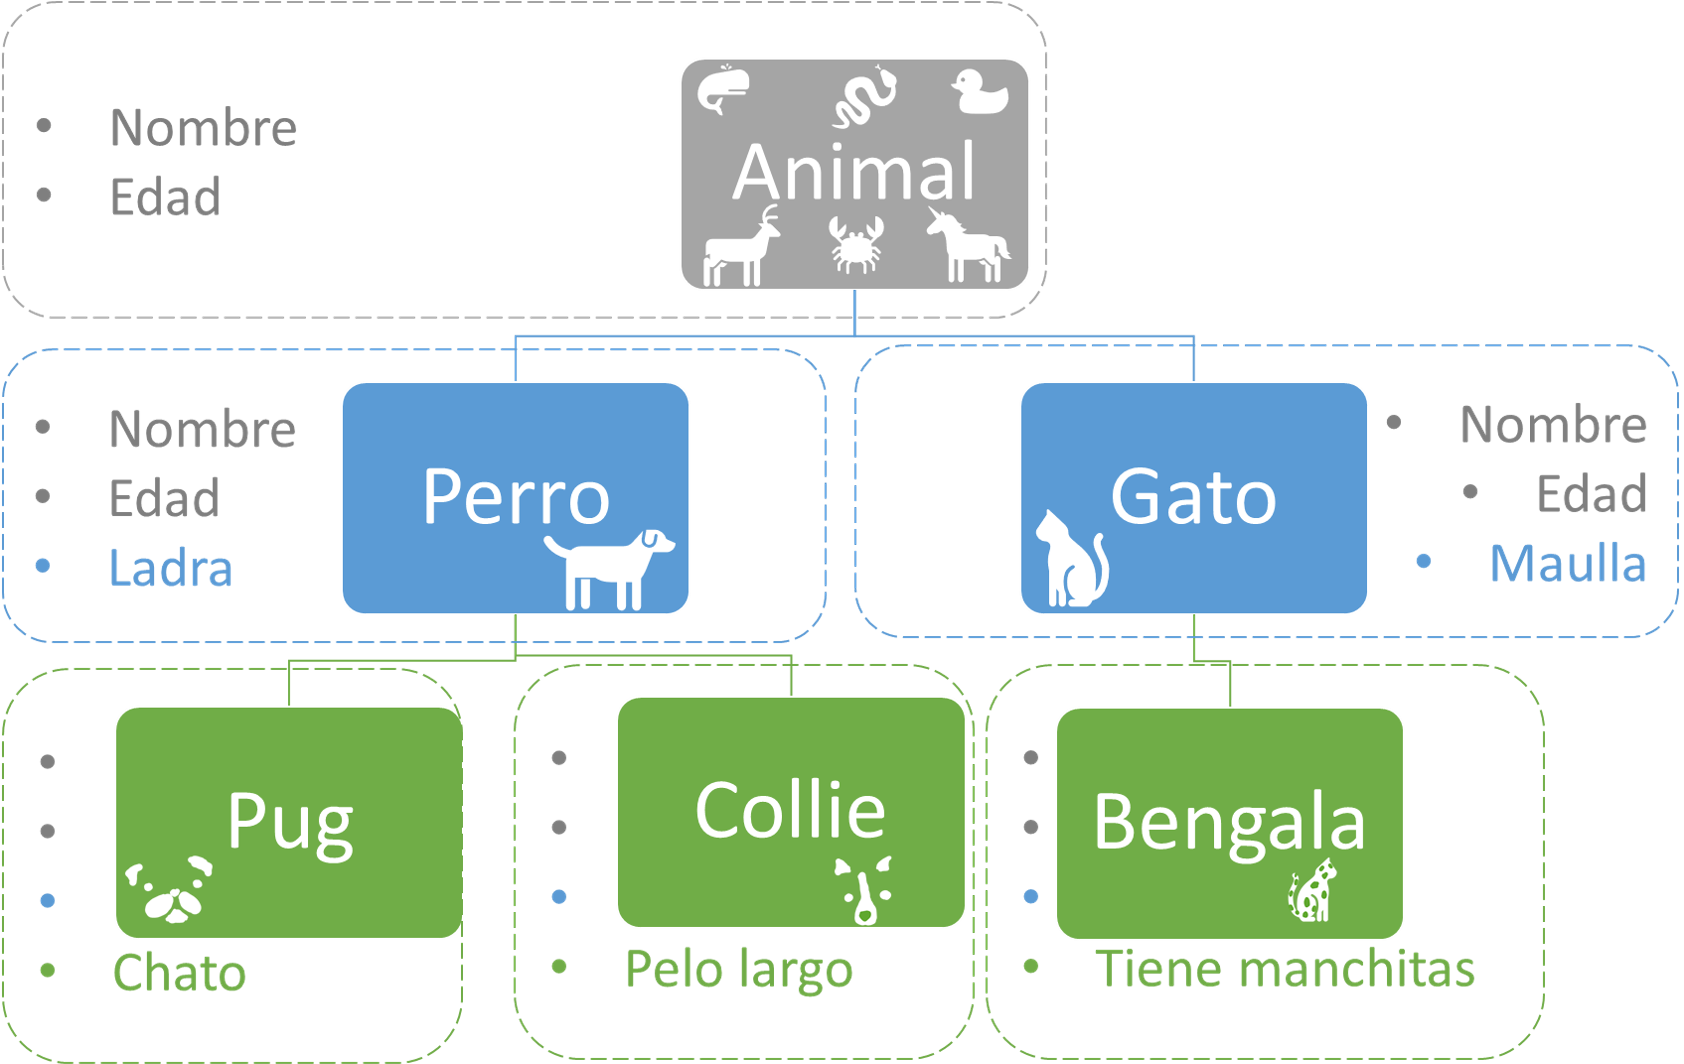 • Nombre
• Edad
Animal
• Nombre
• Edad
• Ladra
Perro
Gato
• Nombre
• Edad
• Maulla
Pug
• Chato
Collie
• Pelo largo
Bengala
• Tiene manchitas